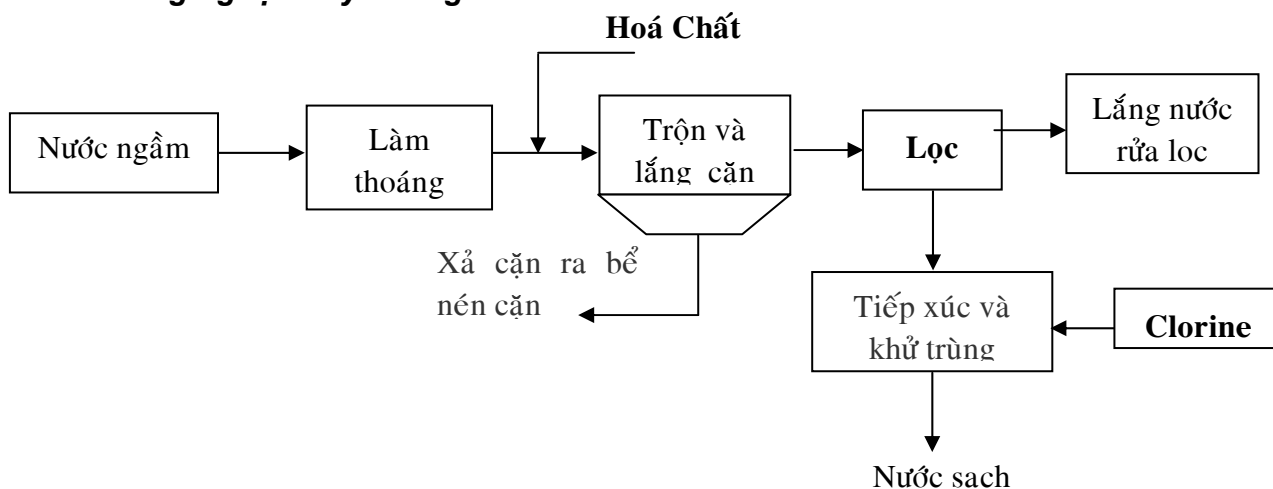 Hoá Chất
Nước ngầm
Làm
thoáng
Trộn và
lắng cặn
Lọc
Lắng nước
rửa loc
Xả cặn ra bể
nén cặn
Tiếp xúc và
khử trùng
Clorine
Nước sach